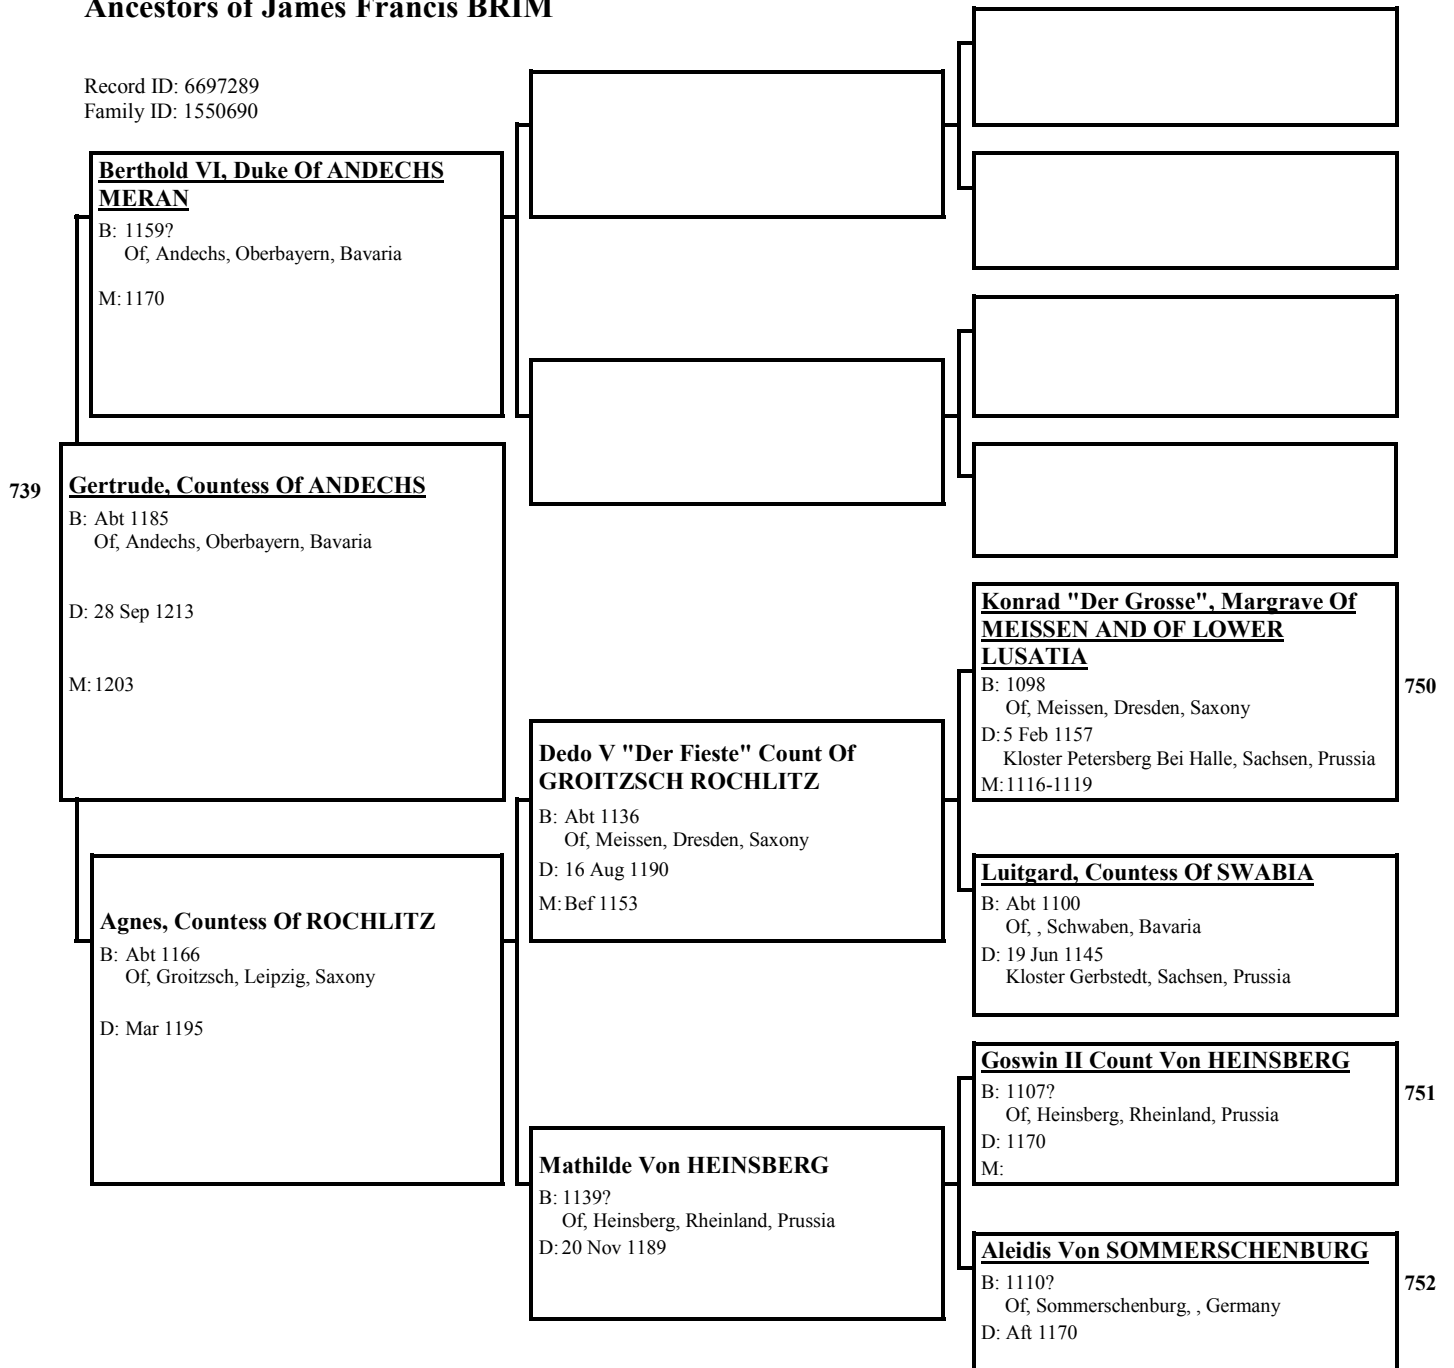 Ancestors of James Francis BRIM
Record ID: 6697289
Family ID: 1550690
Berthold VI, Duke Of ANDECHS
MERAN
B: 1159?
Of, Andechs, Oberbayern, Bavaria
M: 1170
739
Gertrude, Countess Of ANDECHS
B: Abt 1185
Of, Andechs, Oberbayern, Bavaria
D: 28 Sep 1213
M: 1203
Agnes, Countess Of ROCHLITZ
B: Abt 1166
Of, Groitzsch, Leipzig, Saxony
D: Mar 1195
Dedo V "Der Fieste" Count Of
GROITZSCH ROCHLITZ
B: Abt 1136
Of, Meissen, Dresden, Saxony
D: 16 Aug 1190
M: Bef 1153
Mathilde Von HEINSBERG
B: 1139?
Of, Heinsberg, Rheinland, Prussia
D: 20 Nov 1189
Konrad "Der Grosse", Margrave Of
MEISSEN AND OF LOWER
LUSATIA
B: 1098
Of, Meissen, Dresden, Saxony
D: 5 Feb 1157
Kloster Petersberg Bei Halle, Sachsen, Prussia
M: 1116-1119
750
Luitgard, Countess Of SWABIA
B: Abt 1100
Of, , Schwaben, Bavaria
D: 19 Jun 1145
Kloster Gerbstedt, Sachsen, Prussia
Goswin II Count Von HEINSBERG
B: 1107?
Of, Heinsberg, Rheinland, Prussia
D: 1170
M:
751
Aleidis Von SOMMERSCHENBURG
B: 1110?
Of, Sommerschenburg, , Germany
D: Aft 1170
752